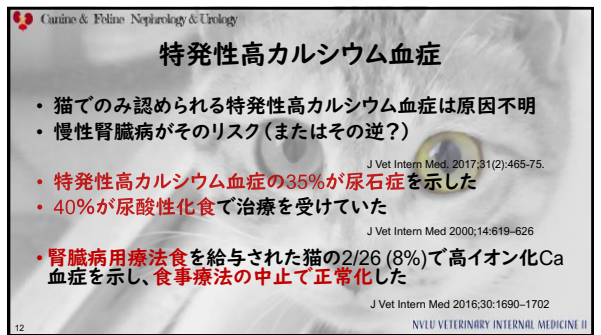 Canine & Feline Nephrology & Urology
特発性高カルシウム血症
• 猫でのみ認められる特発性高カルシウム血症は原因不明
• 慢性腎臓病がそのリスク（またはその逆？）
J Vet Intern Med. 2017;31(2):465-75.
• 特発性高カルシウム血症の35%が尿石症を示した
• 40%が尿酸性化食で治療を受けていた
J Vet Intern Med 2000;14:619–626
• 腎臓病用療法食を給与された猫の2/26 (8%)で高イオン化Ca
血症を示し、食事療法の中止で正常化した
J Vet Intern Med 2016;30:1690–1702
12
NVLU VETERINARY INTERNAL MEDICINE II